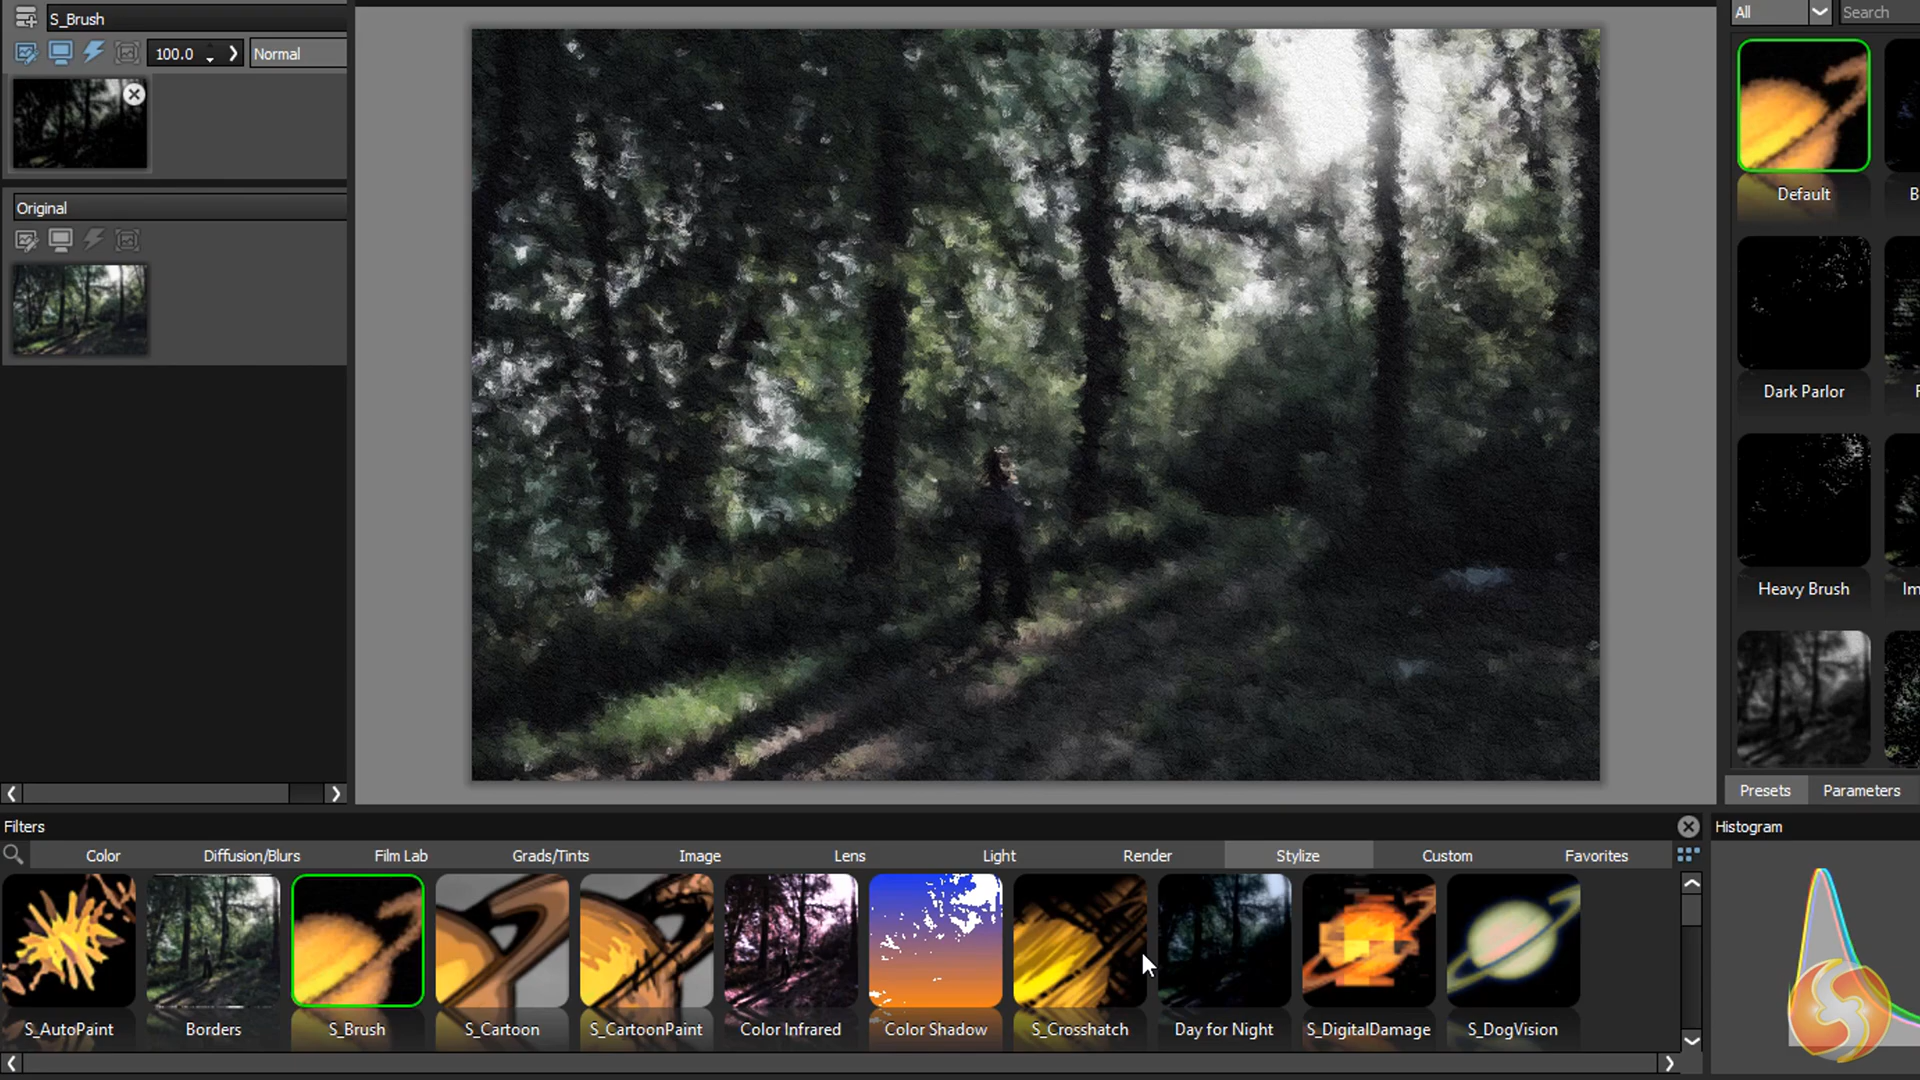 S_Brush
100.0
Normal
Original
All
Search
Default
B
Dark Parlor
Heavy Brush
Im
Presets
Parameters
Filters
Histogram
Color
Diffusion/Blurs
Film Lab
Grads/Tints
Image
Lens
Light
Render
Stylize
Custom
Favorites
S_AutoPaint
Borders
S_Brush
S_Cartoon
S_CartoonPaint
Color Infrared
Color Shadow
S_Crosshatch
Day for Night
S_DigitalDamage
S_DogVision